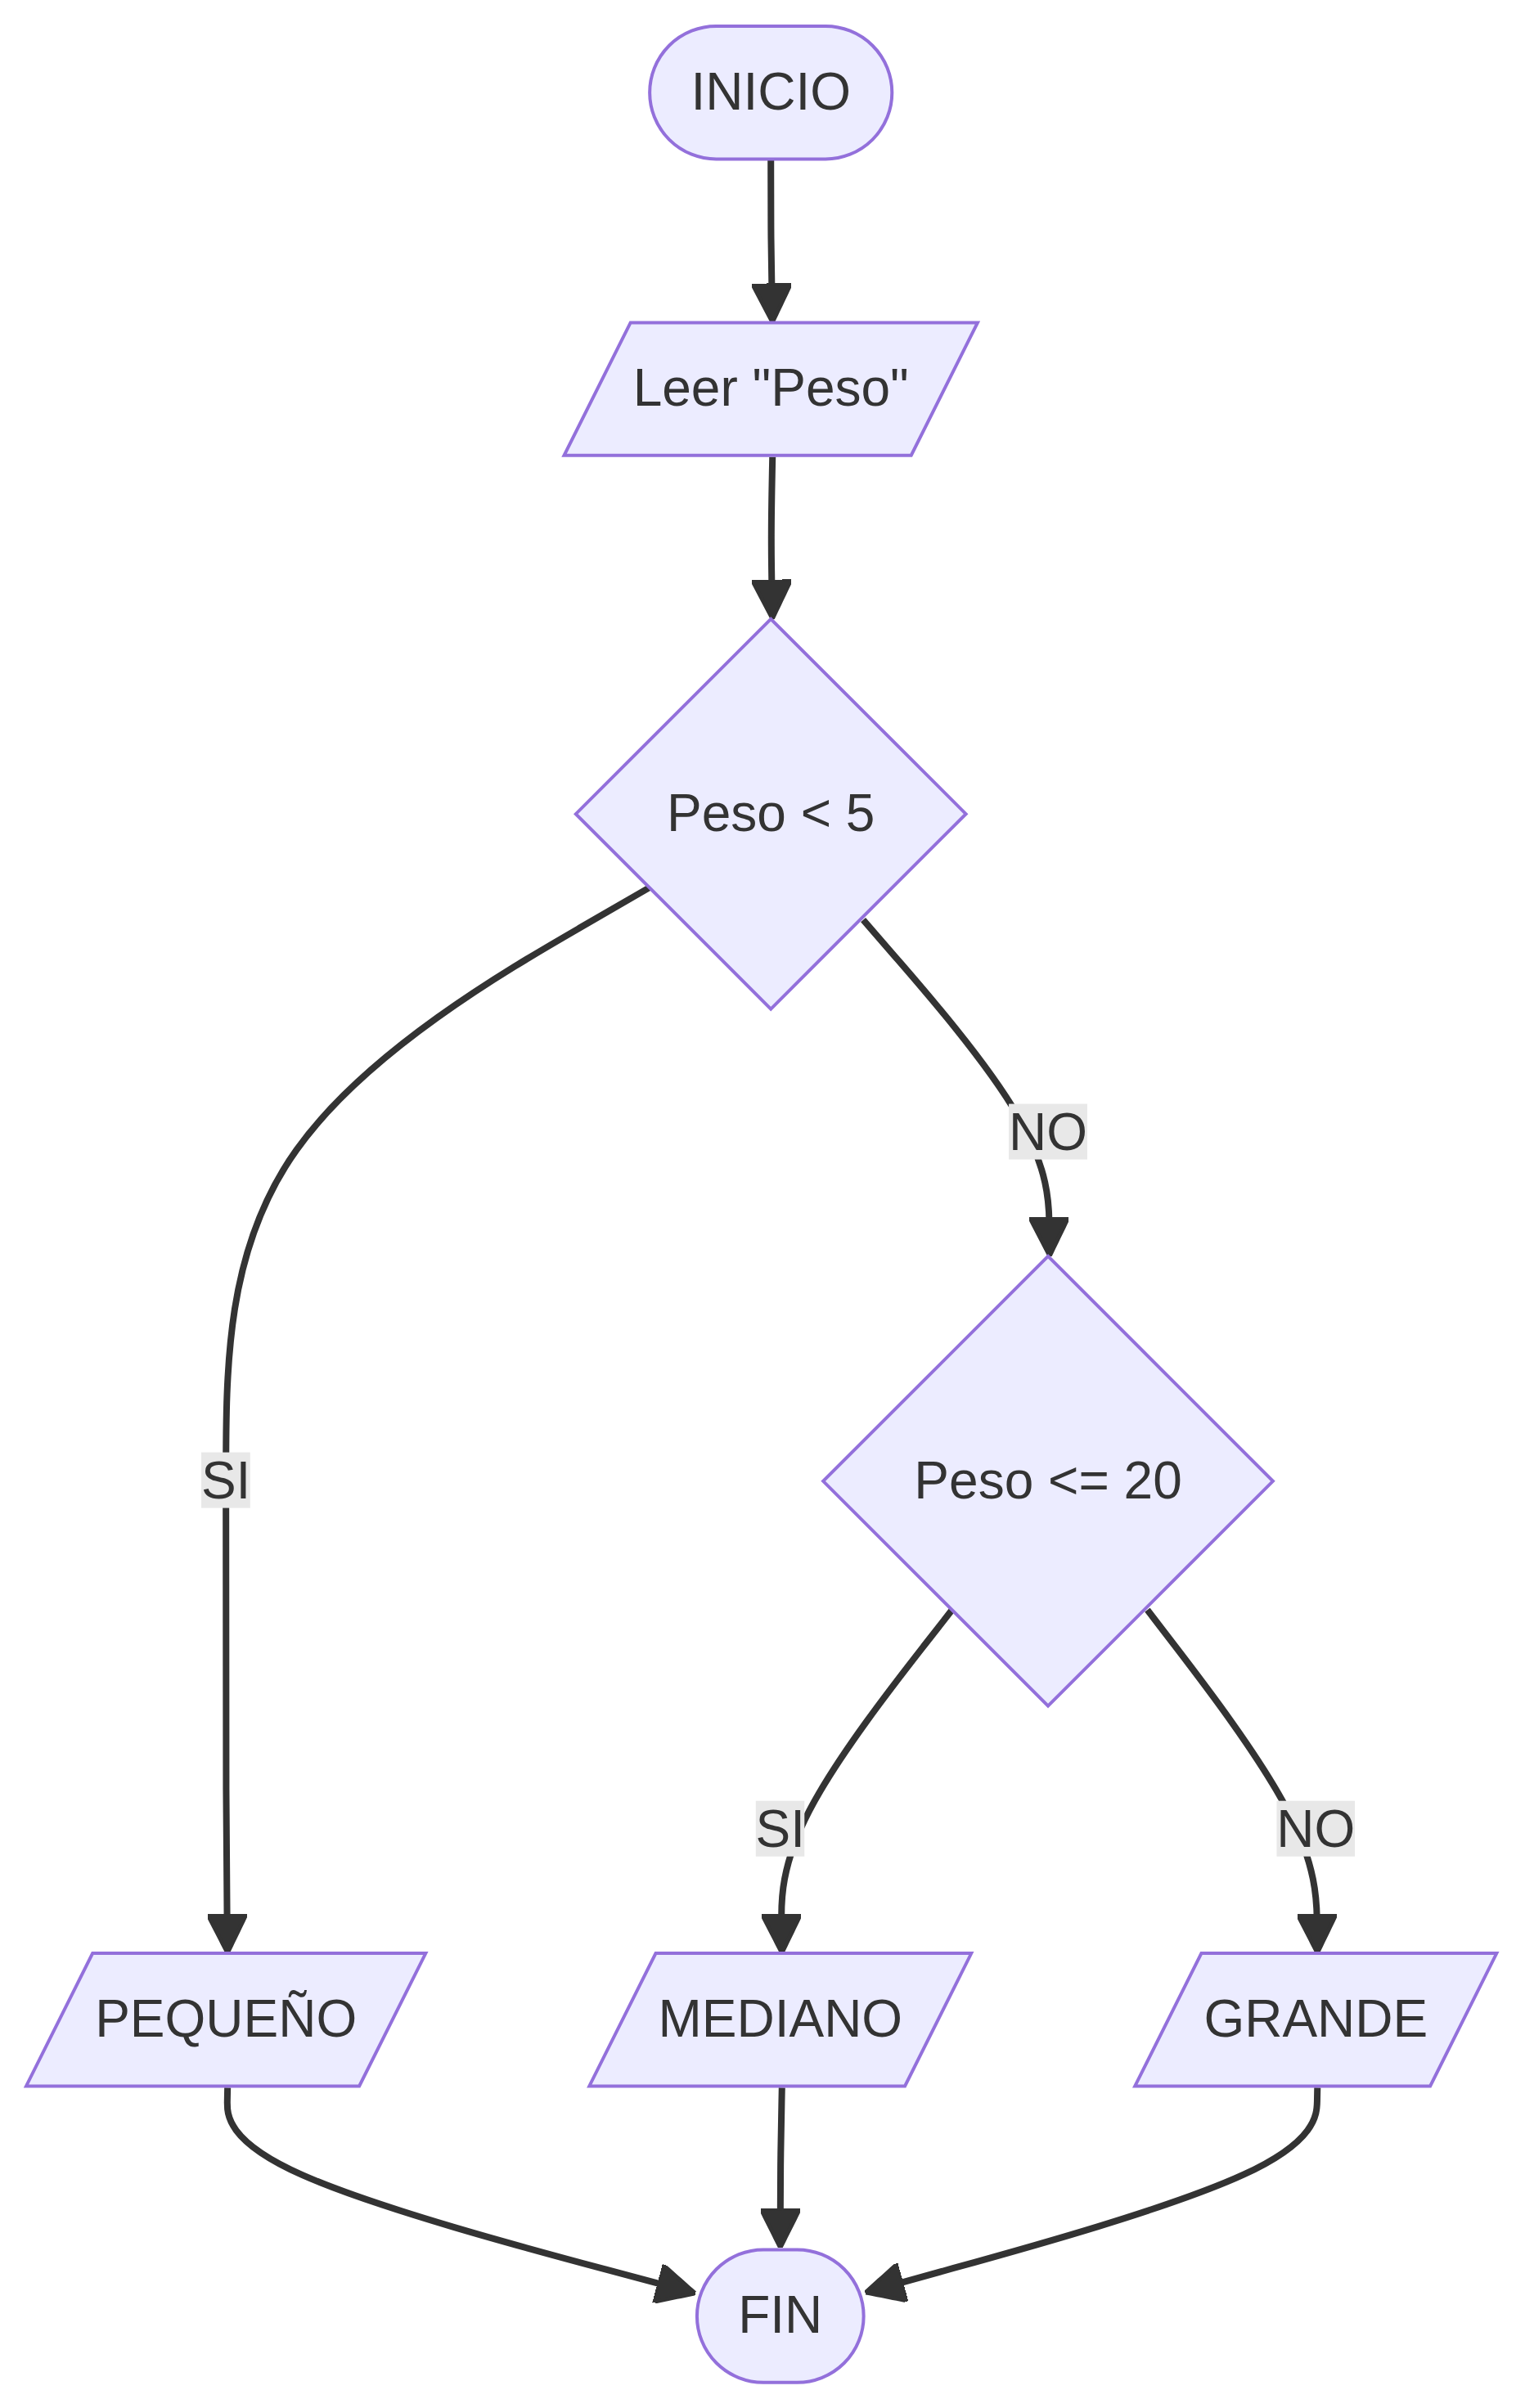 INICIO
Leer "Peso"
Peso < 5
NO
SI
Peso <= 20
SI
NO
PEQUEÑO
MEDIANO
GRANDE
FIN